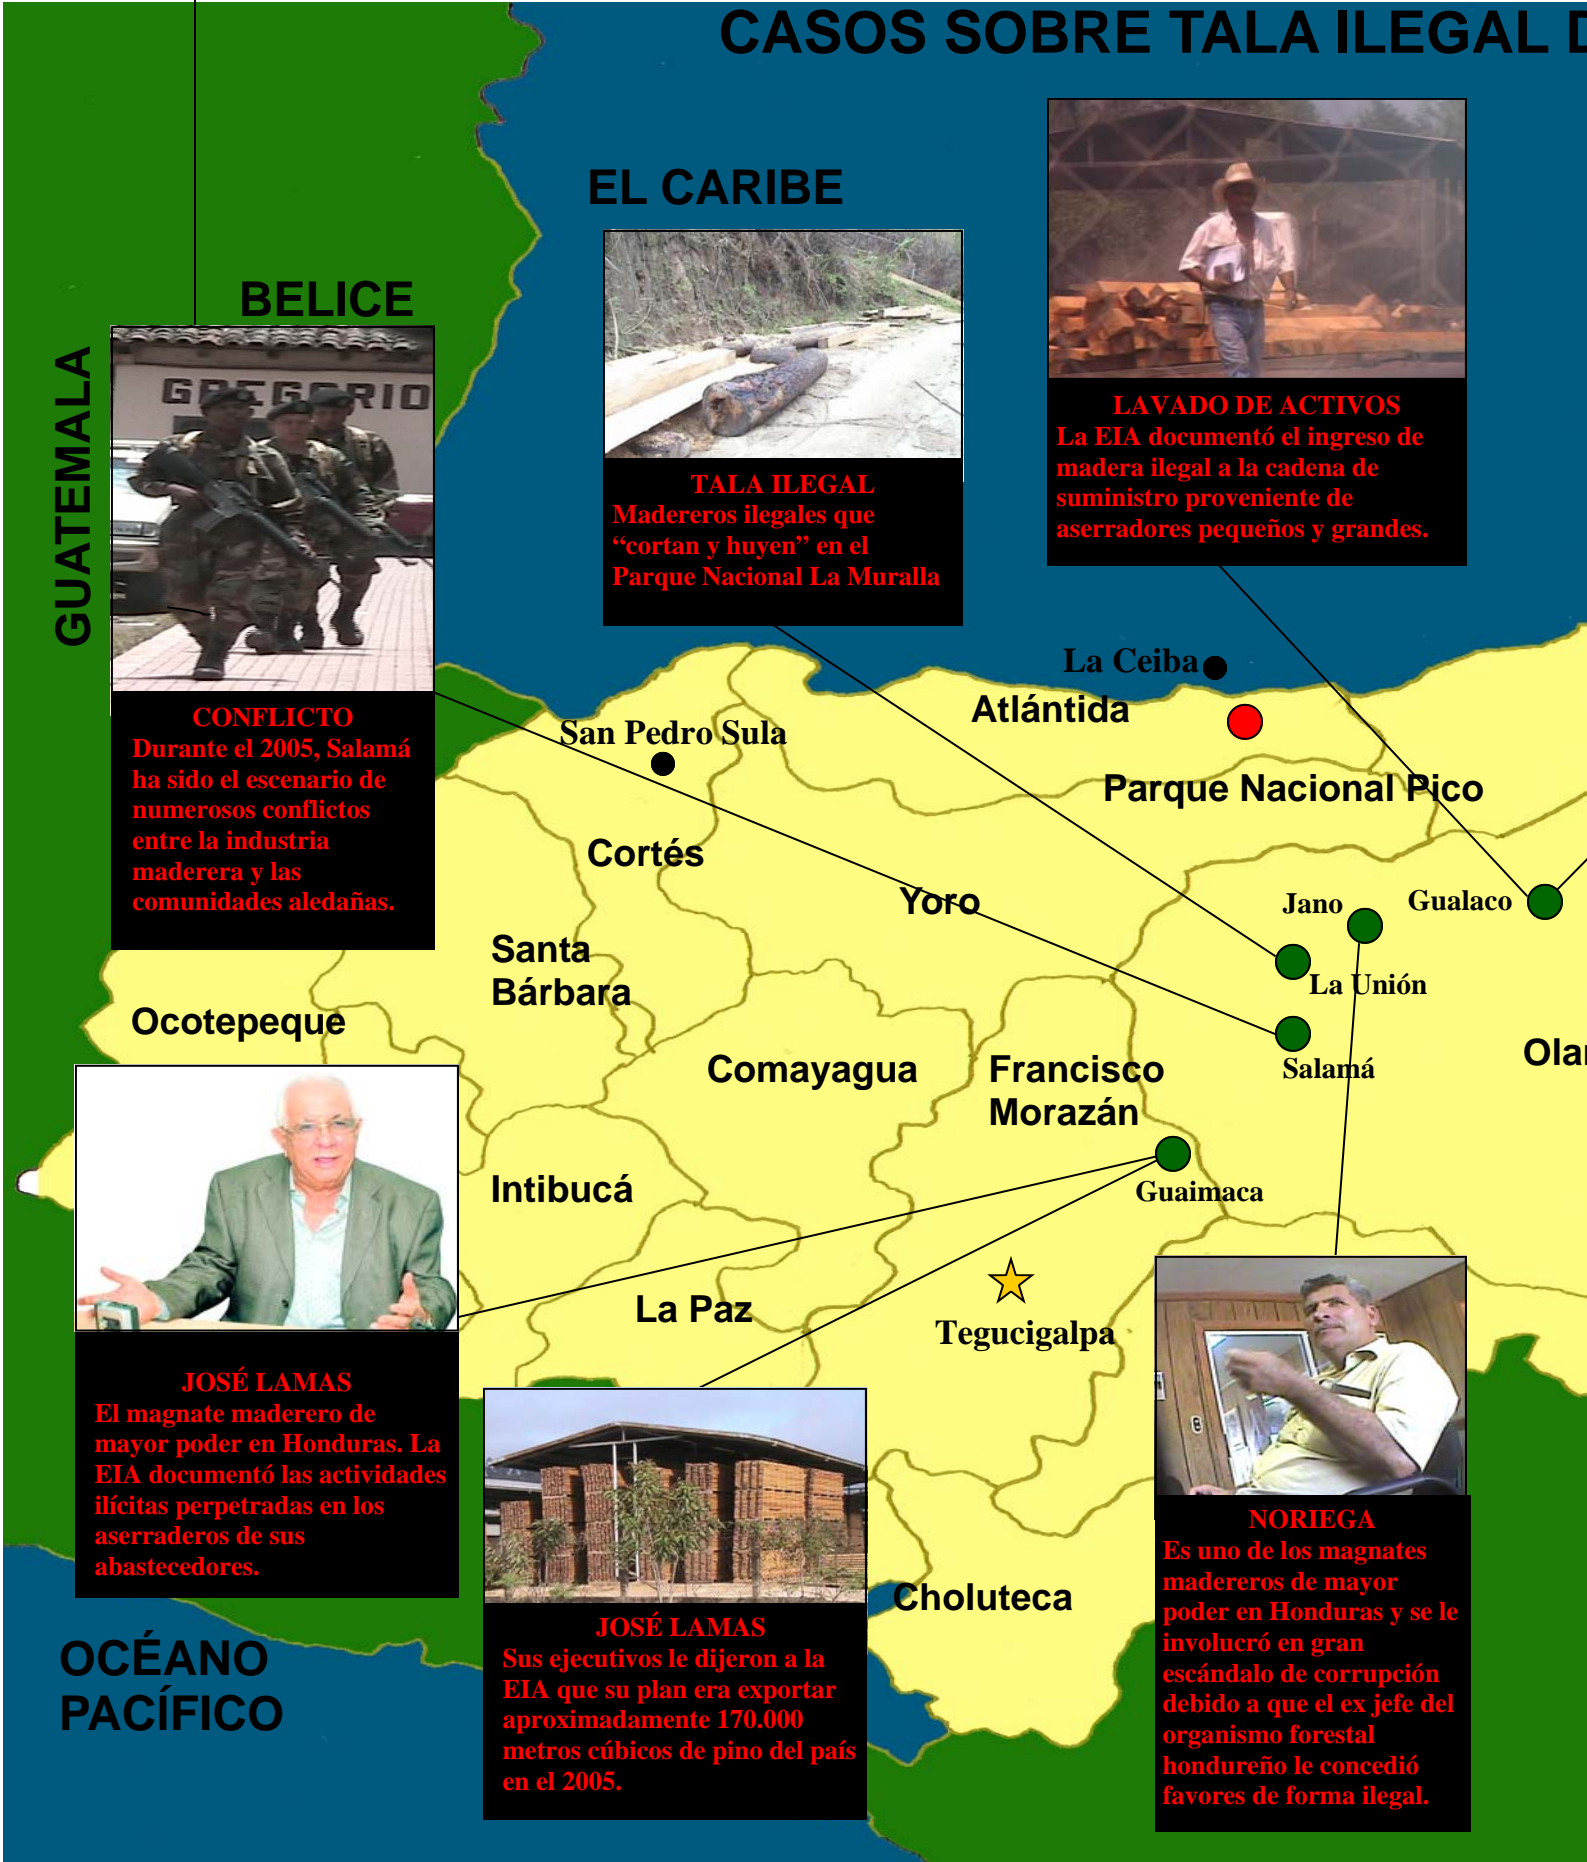 CASOS SOBRE TALA ILEGAL D
EL CARIBE
BELICE
GUATEMALA
GREGORIO
CONFLICTO
Durante el 2005, Salamá
ha sido el escenario de
numerosos conflictos
entre la industria
maderera y las
comunidades aledañas.
TALA ILEGAL
Madereros ilegales que
“cortan y huyen” en el
Parque Nacional La Muralla
LAVADO DE ACTIVOS
La EIA documentó el ingreso de
madera ilegal a la cadena de
suministro proveniente de
aserradores pequeños y grandes.
La Ceiba
Atlántida
San Pedro Sula
Parque Nacional Pico
Cortés
Yoro
Jano
Gualaco
Santa
Bárbara
La Unión
Ocotepeque
Salamá
Olan
Comayagua
Francisco
Morazán
Intibucá
Guaimaca
La Paz
Tegucigalpa
JOSÉ LAMAS
El magnate maderero de
mayor poder en Honduras. La
EIA documentó las actividades
ilícitas perpetradas en los
aserraderos de sus
abastecedores.
JOSÉ LAMAS
Sus ejecutivos le dijeron a la
EIA que su plan era exportar
aproximadamente 170.000
metros cúbicos de pino del país
en el 2005.
Choluteca
NORIEGA
Es uno de los magnates
madereros de mayor
poder en Honduras y se le
involucró en gran
escándalo de corrupción
debido a que el ex jefe del
organismo forestal
hondureño le concedió
favores de forma ilegal.
OCÉANO
PACÍFICO